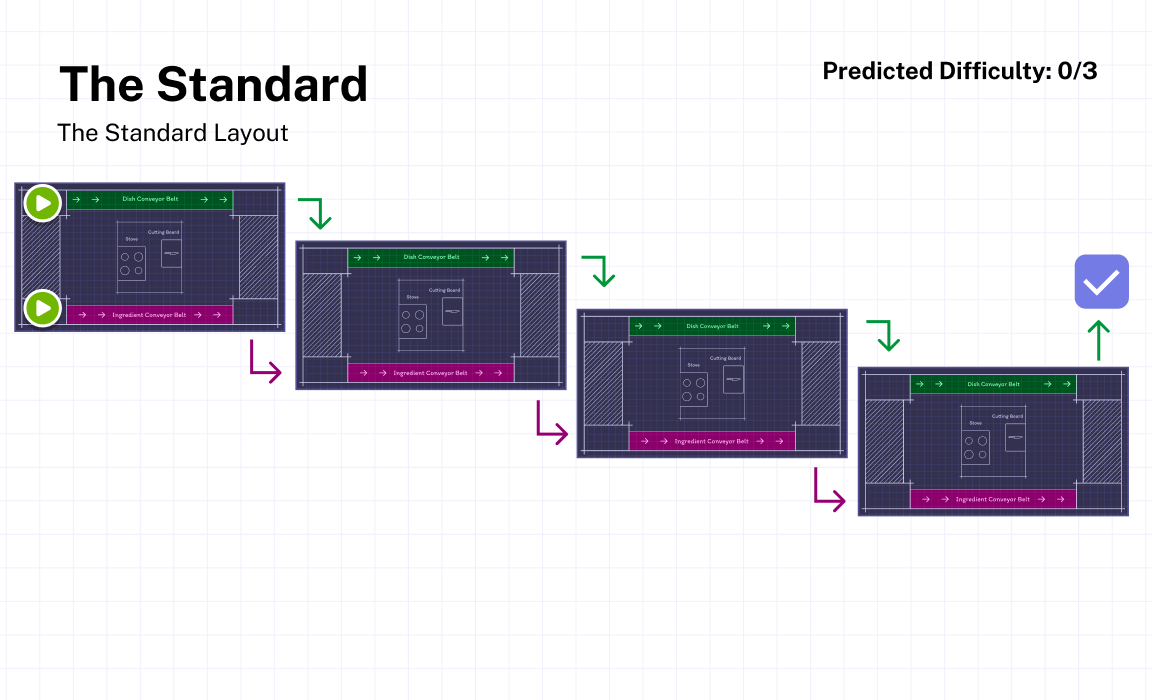 The Standard
Predicted Difficulty: 0/3
The Standard Layout
Dish Conveyor Belt
Cutting Board
Stove
Ingredient Conveyor Belt
Dish Conveyor Belt
Cutting Board
Stove
Ingredient Conveyor Belt
Dish Conveyor Belt
Cutting Board
Stove
Ingredient Conveyor Belt
Dish Conveyor Belt
Cutting Board
Stove
Ingredient Conveyor Belt